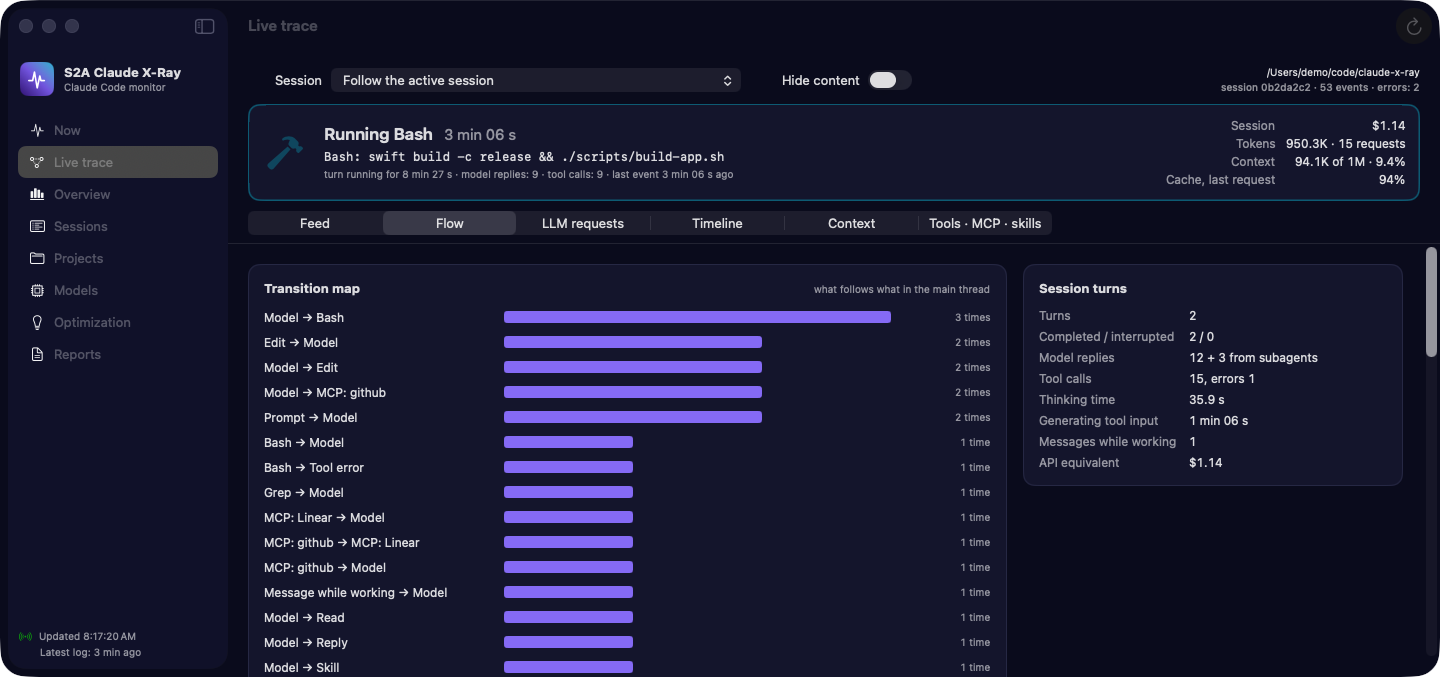 Live trace
S2A Claude X-Ray
Claude Code monitor
Now
Live trace
Overview
Sessions
Projects
Models
Optimization
Reports
Updated 8:17:20 AM
Latest log: 3 min ago
Session Follow the active session Hide content
/Users/demo/code/claude-x-ray
session 0b2da2c2 · 53 events · errors: 2
Running Bash 3 min 06 s
Bash: swift build -c release && ./scripts/build-app.sh
turn running for 8 min 27 s · model replies: 9 · tool calls: 9 · last event 3 min 06 s ago
Session $1.14
Tokens 950.3K · 15 requests
Context 94.1K of 1M · 9.4%
Cache, last request 94%
Feed Flow LLM requests Timeline Context Tools · MCP · skills
Transition map what follows what in the main thread
Model → Bash 3 times
Edit → Model 2 times
Model → Edit 2 times
Model → MCP: github 2 times
Prompt → Model 2 times
Bash → Model 1 time
Bash → Tool error 1 time
Grep → Model 1 time
MCP: Linear → Model 1 time
MCP: github → MCP: Linear 1 time
MCP: github → Model 1 time
Message while working → Model 1 time
Model → Read 1 time
Model → Reply 1 time
Model → Skill 1 time
Session turns
Turns 2
Completed / interrupted 2 / 0
Model replies 12 + 3 from subagents
Tool calls 15, errors 1
Thinking time 35.9 s
Generating tool input 1 min 06 s
Messages while working 1
API equivalent $1.14